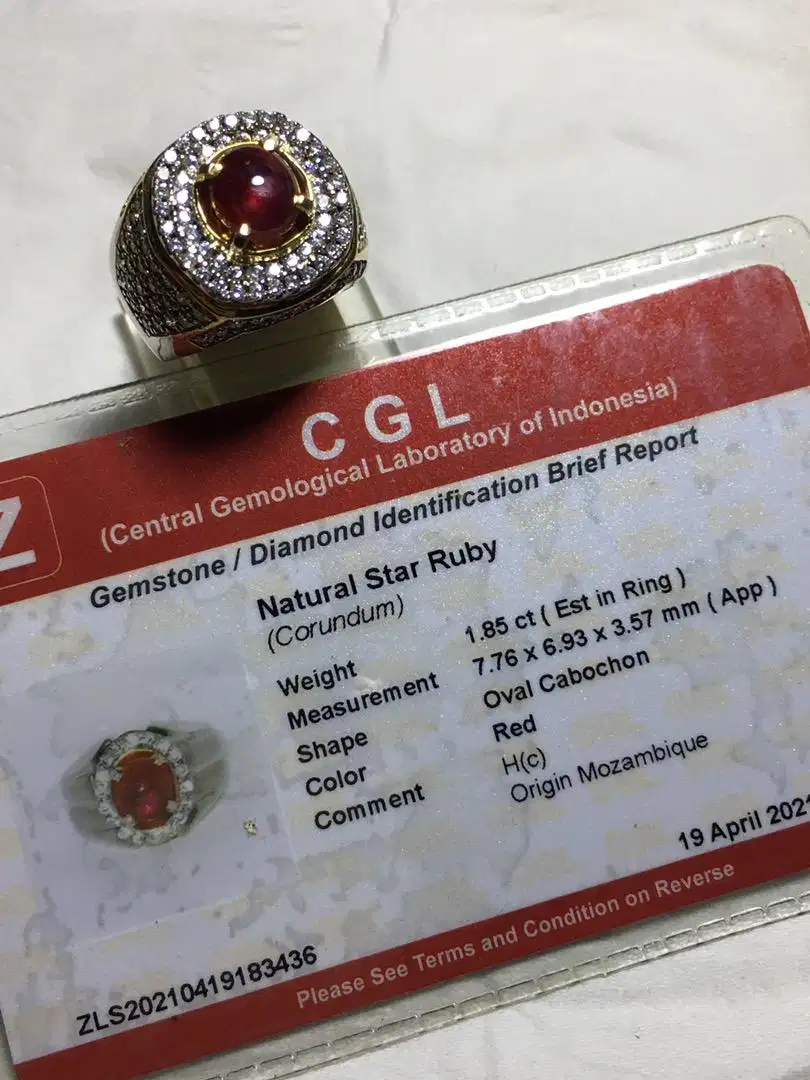 Z
CGL
(Central Gemological Laboratory of Indonesia)
Gemstone / Diamond Identification Brief Report
Natural Star Ruby
(Corundum)
Weight 1.85 ct ( Est in Ring )
Measurement 7.76 x 6.93 x 3.57 mm ( App )
Shape Oval Cabochon
Color Red
Comment H(c)
Origin Mozambique
19 April 2021
ZLS20210419183436
Please See Terms and Condition on Reverse